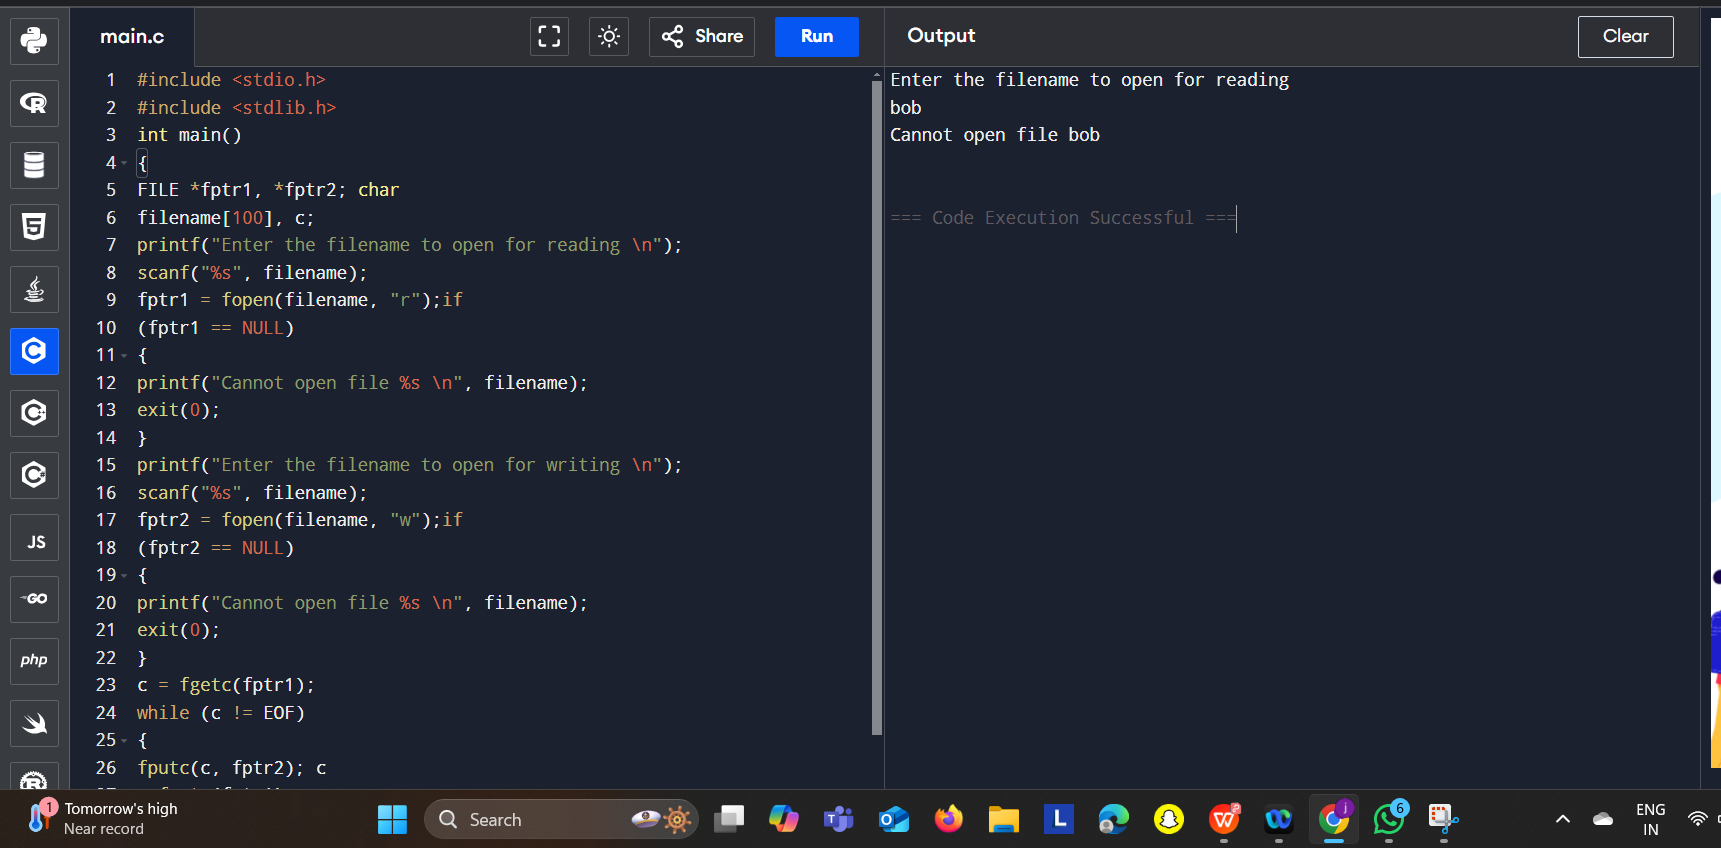 main.c
Share
Run
Output
Clear
1 #include <stdio.h>
2 #include <stdlib.h>
3 int main()
4 {
5 FILE *fptr1, *fptr2; char
6 filename[100], c;
7 printf("Enter the filename to open for reading \n");
8 scanf("%s", filename);
9 fptr1 = fopen(filename, "r");if
10 (fptr1 == NULL)
11 {
12 printf("Cannot open file %s \n", filename);
13 exit(0);
14 }
15 printf("Enter the filename to open for writing \n");
16 scanf("%s", filename);
17 fptr2 = fopen(filename, "w");if
18 (fptr2 == NULL)
19 {
20 printf("Cannot open file %s \n", filename);
21 exit(0);
22 }
23 c = fgetc(fptr1);
24 while (c != EOF)
25 {
26 fputc(c, fptr2); c
Enter the filename to open for reading
bob
Cannot open file bob
=== Code Execution Successful ===
JS
GO
php
1
Tomorrow's high
Near record
Search
L
6
ENG
IN